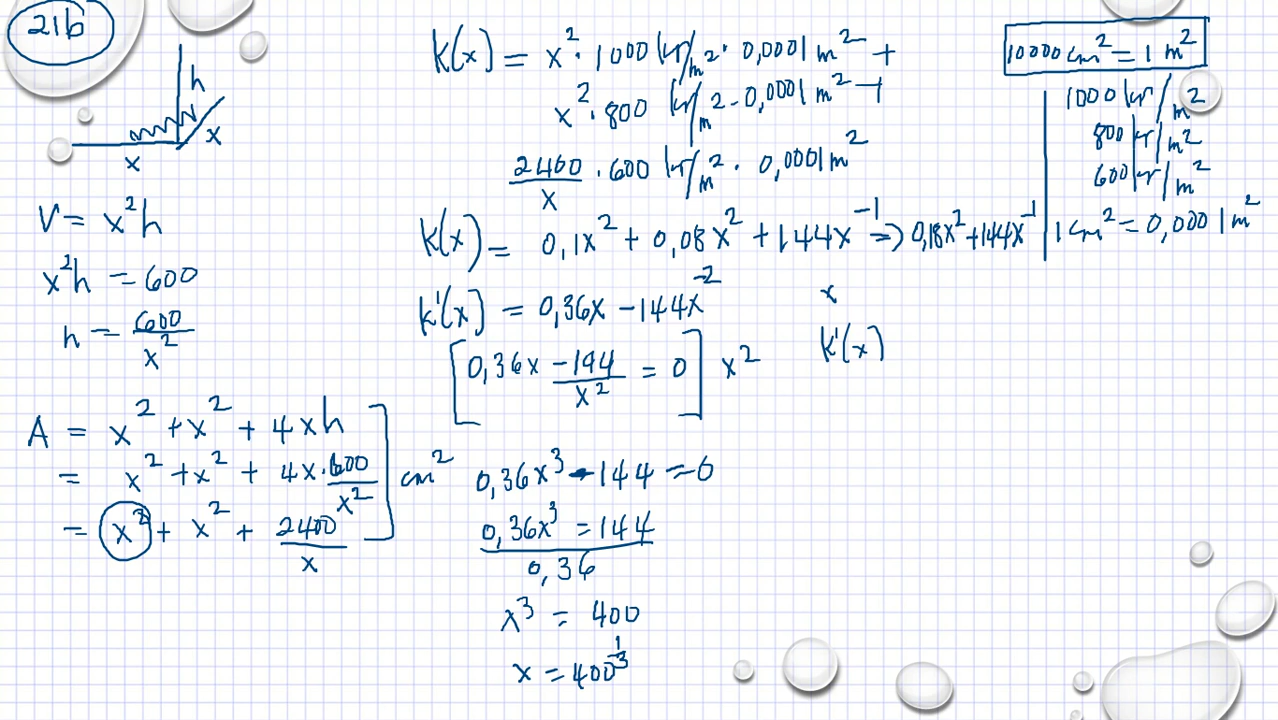 216
h
x
x
V = x²h
x²h = 600
h = 600/x²
A = x² + x² + 4xh
= x² + x² + 4x·600/x²
= x² + x² + 2400/x
cm²
K(x) = x² · 1000 kr/m² · 0,0001 m² +
x² · 800 kr/m² · 0,0001 m² +
2400/x · 600 kr/m² · 0,0001 m²
K(x) = 0,1x² + 0,08x² + 144x⁻¹ => 0,18x² + 144x⁻¹
K'(x) = 0,36x - 144x⁻²
[0,36x - 144/x² = 0] x²
0,36x³ - 144 = 0
0,36x³ = 144
0,36
x³ = 400
x = 400^(1/3)
x
K'(x)
10000 cm² = 1 m²
1000 kr/m²
800 kr/m²
600 kr/m²
1 cm² = 0,0001 m²